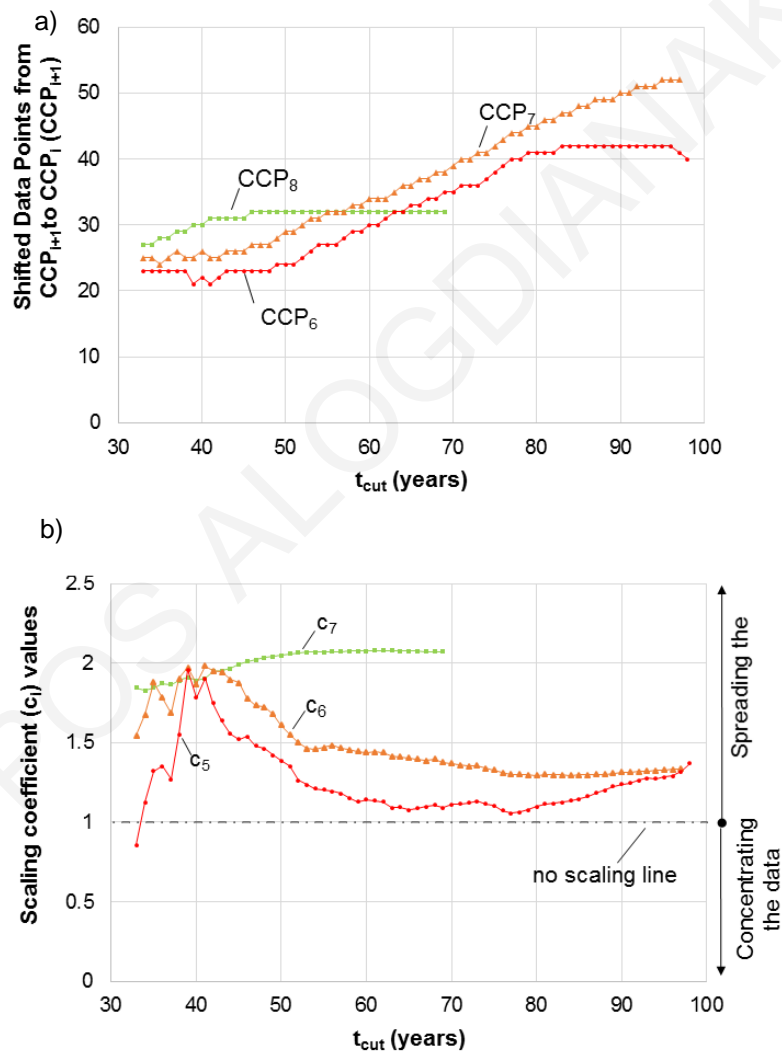 a)
Shifted Data Points from
CCPi+1 to CCPi (CCPi+1)
60
50
40
30
20
10
0
CCP7
CCP8
CCP6
30 40 50 60 70 80 90 100
tcut (years)
b)
Scaling coefficient (ci) values
2.5
2
1.5
1
0.5
0
c7
c6
c5
no scaling line
Spreading the
Concentrating
the data
30 40 50 60 70 80 90 100
tcut (years)
POS ALOGDIANAK